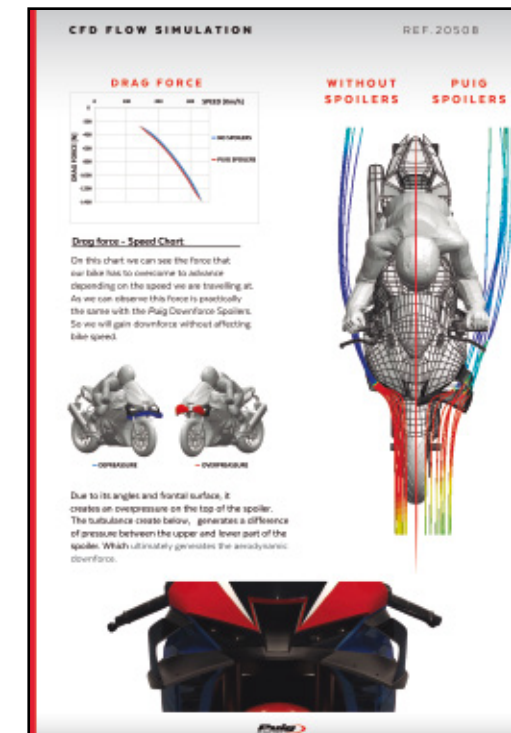 CFD FLOW SIMULATION
REF.20508
DRAG FORCE
WITHOUT SPOILERS
PUIG SPOILERS
SPEED (Km/h)
DRAG FORCE (N)
NO SPOILERS
PUIG SPOILERS
Drag force - Speed Chart
On this chart we can see the force that
our bike has to overcome to advance
depending on the speed we are travelling at.
As we can observe this force is practically
the same with the Puig Downforce Spoilers.
So we will gain downforce without affecting
bike speed.
DEPRESSURE
OVERPRESSURE
Due to its angles and frontal surface, it
creates an overpressure on the top of the spoiler.
The turbulance create below, generates a difference
of pressure between the upper and lower part of the
spoiler. Which ultimately generates the aerodynamic
downforce.
Puig